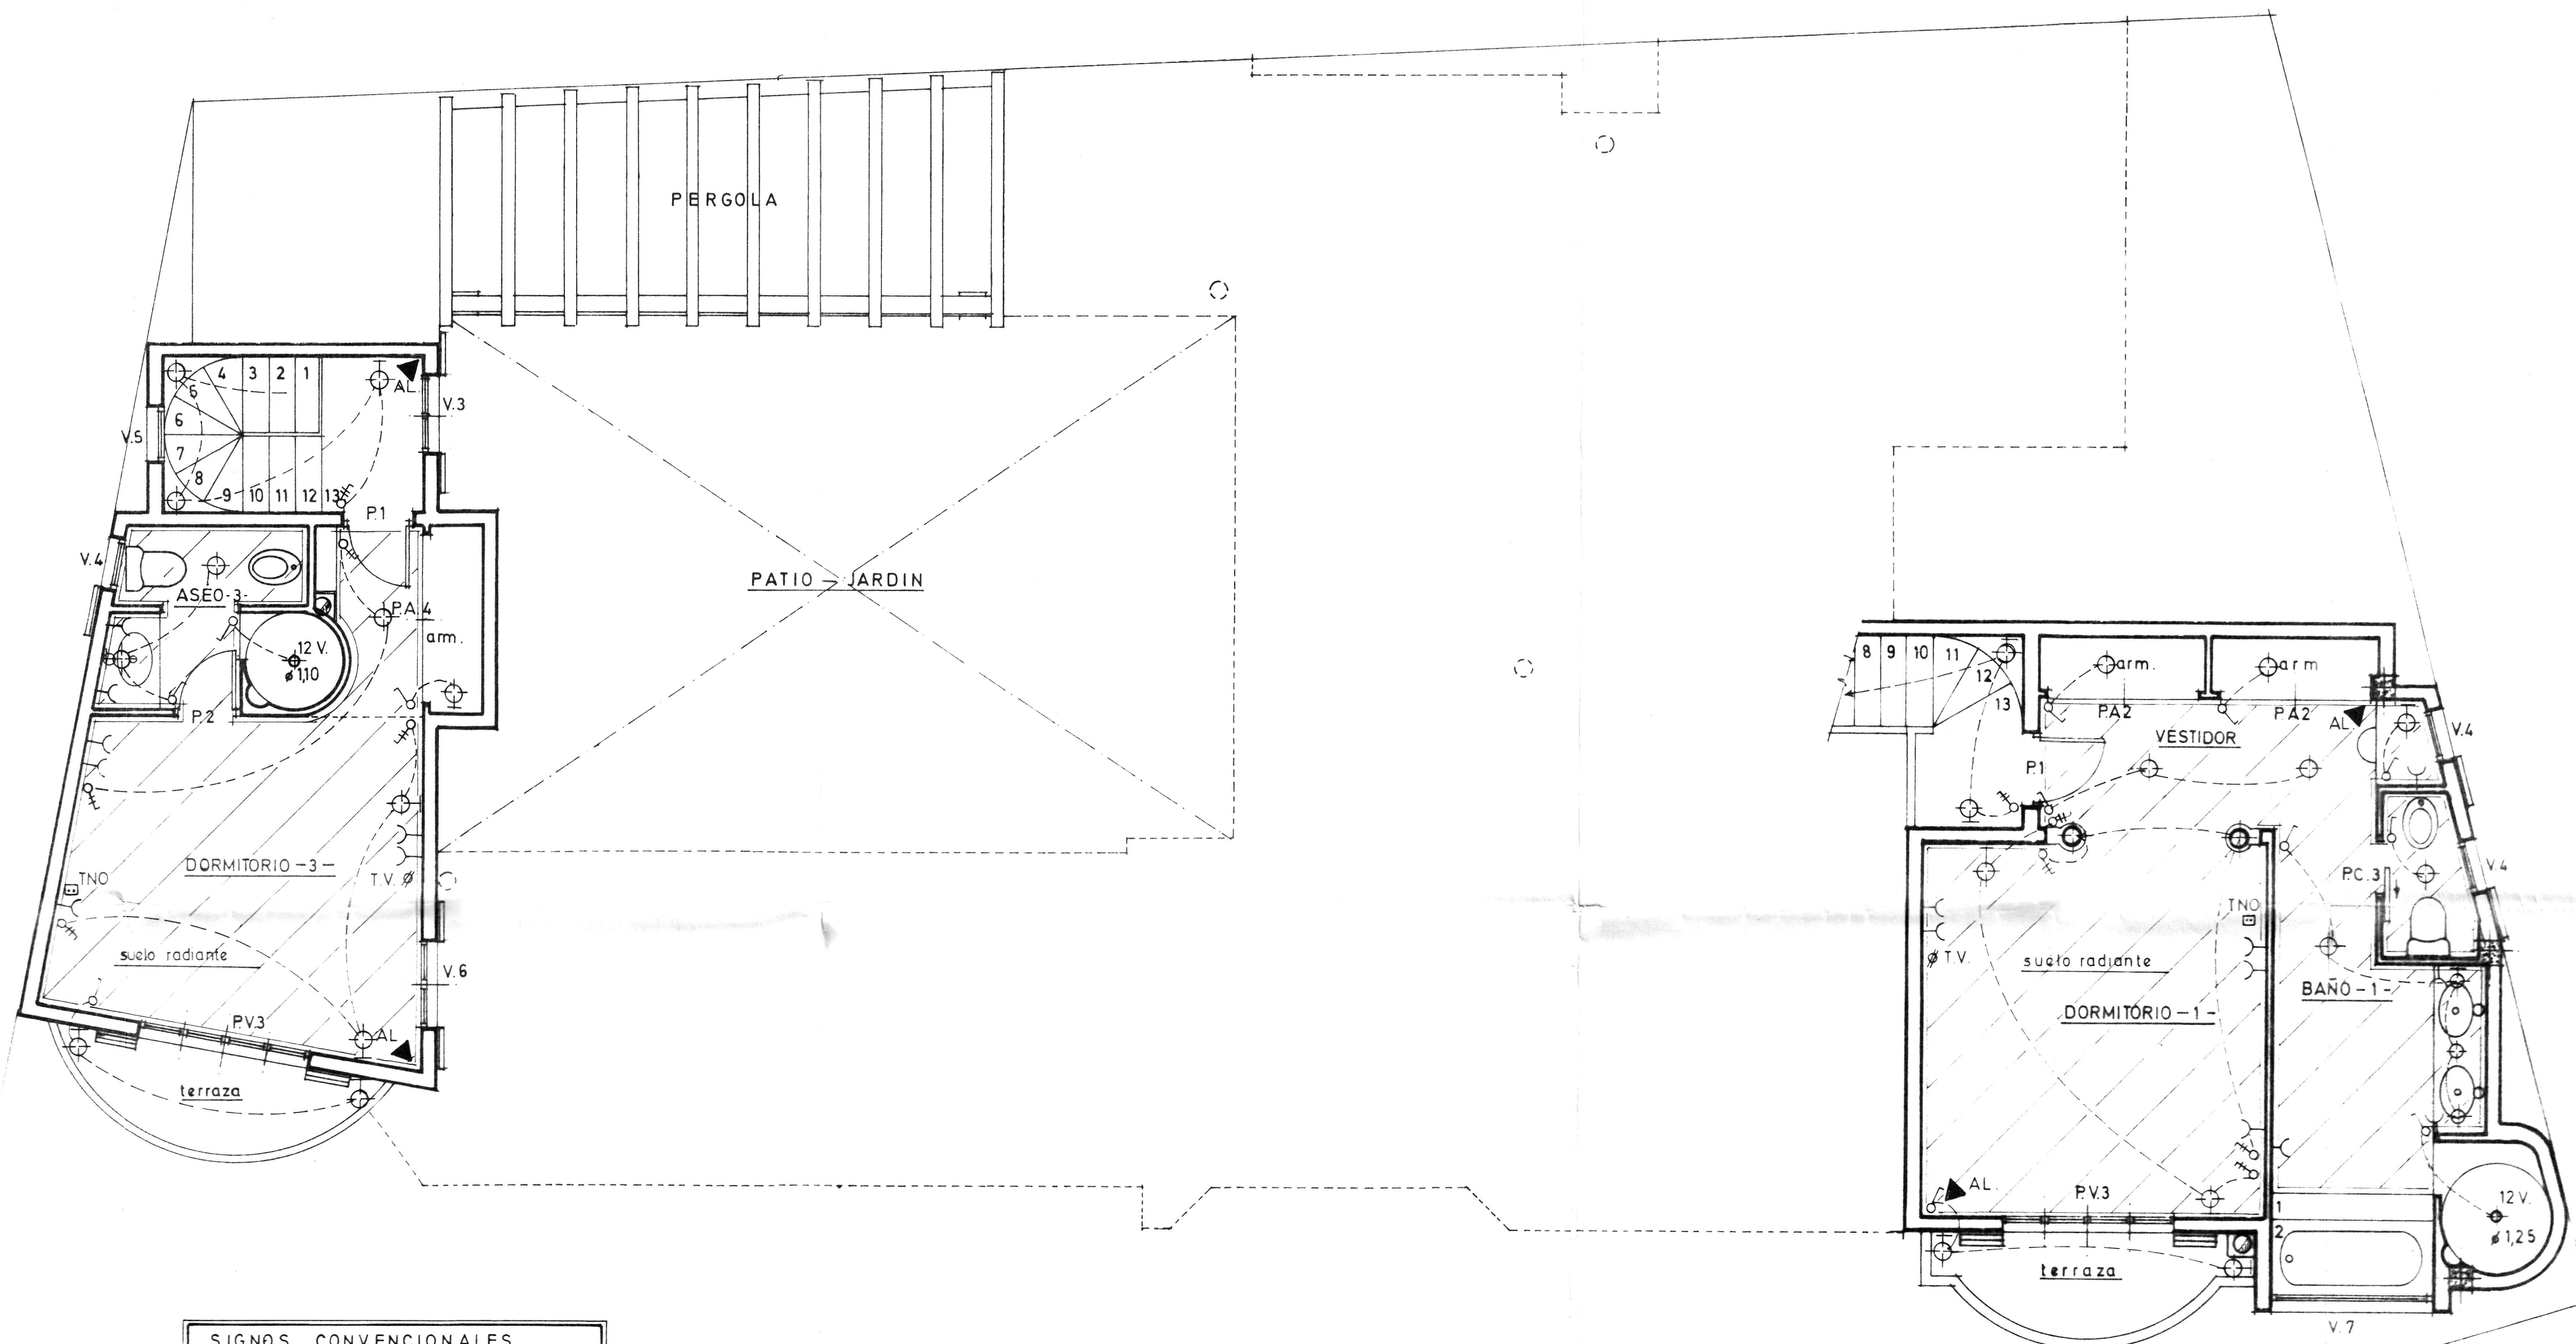 PERGOLA
4 3 2 1
5
6
7
8
9 10 11 12 13
AL.
V.3
V.5
P.1
V.4
ASEO-3-
P.A.4
arm.
12 V.
ø 1,10
P.2
PATIO - JARDIN
DORMITORIO -3-
TNO
T.V.
suelo radiante
V.6
P.V.3
AL
terraza
8 9 10 11
12
13
arm.
arm
P.A2
P.A2
AL.
VESTIDOR
V.4
P.1
P.C.3
V.4
TNO
T.V.
suelo radiante
BAÑO-1-
DORMITORIO-1-
AL.
P.V.3
1
2
12 V.
ø 1,25
terraza
V.7
SIGNOS CONVENCIONALES